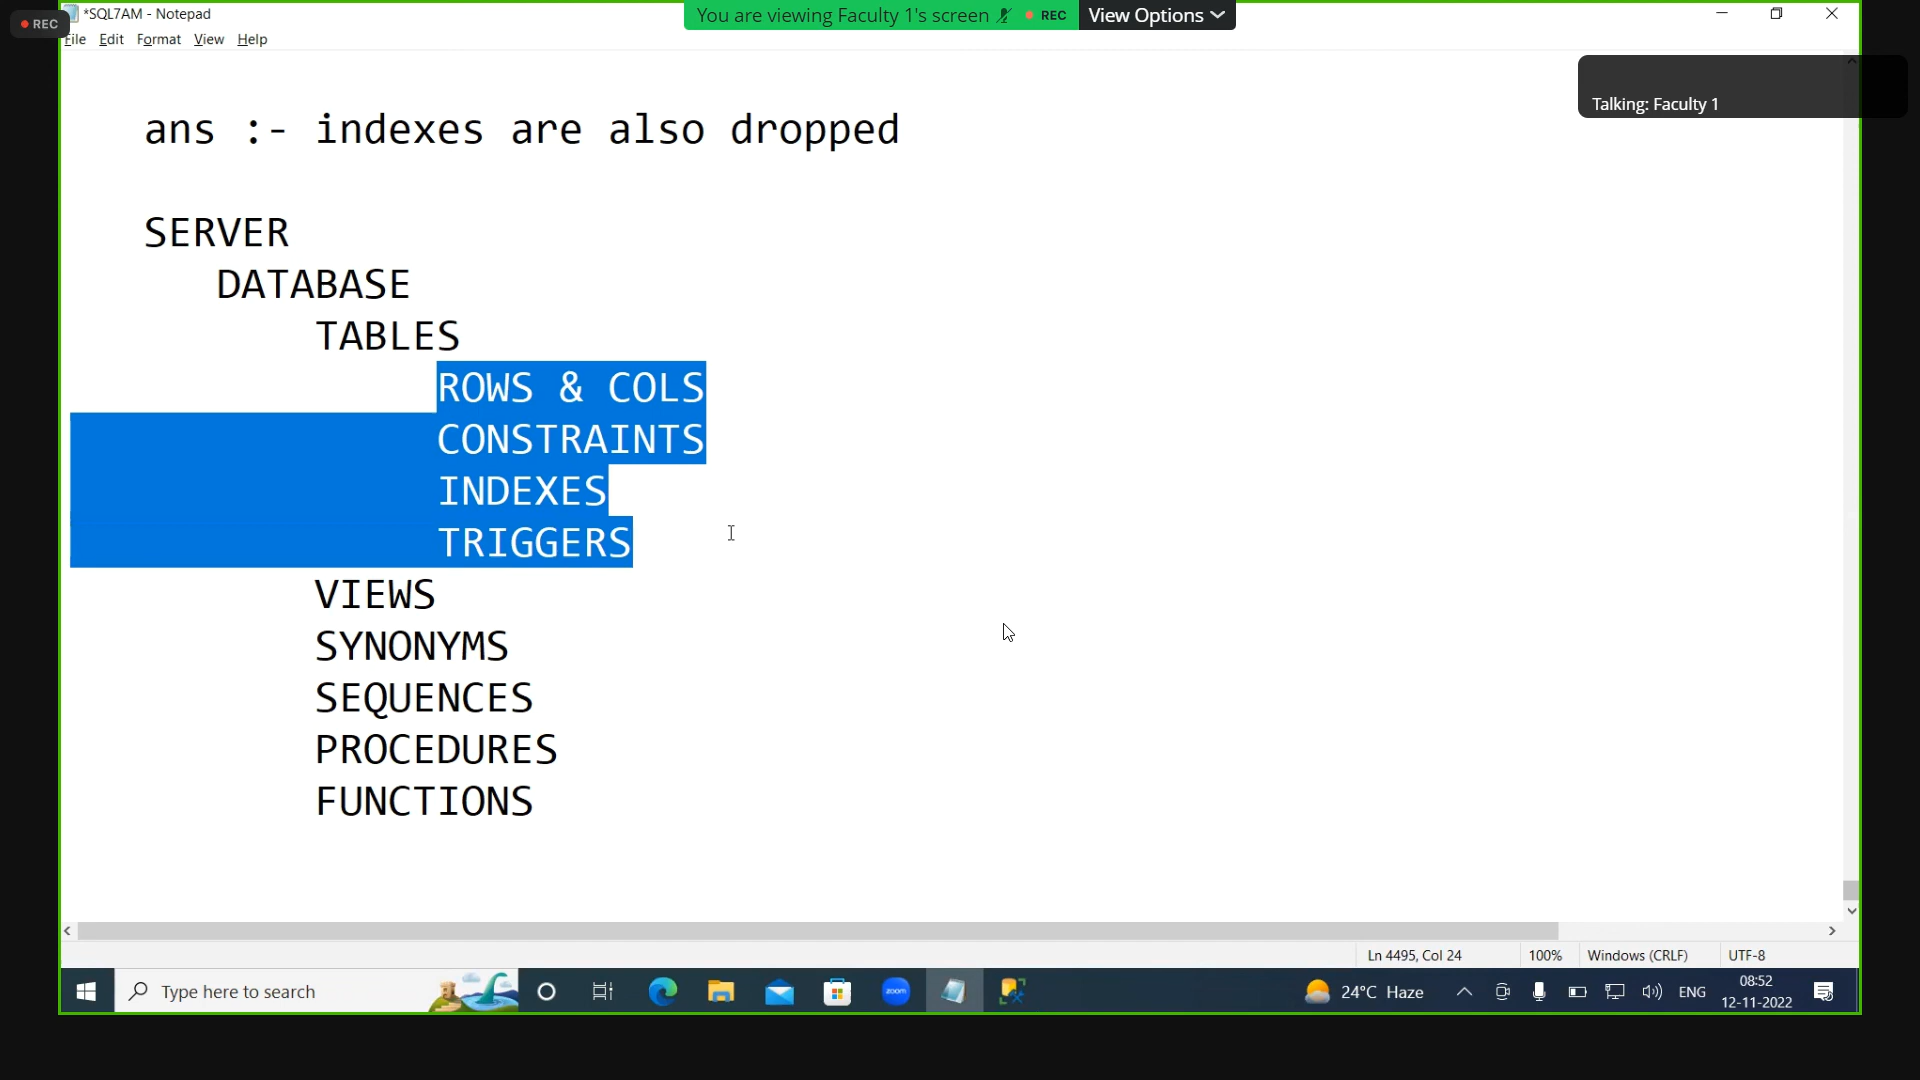 REC
*SQL7AM - Notepad
You are viewing Faculty 1's screen
REC
View Options
File Edit Format View Help
Talking: Faculty 1
ans :- indexes are also dropped
SERVER
DATABASE
TABLES
ROWS & COLS
CONSTRAINTS
INDEXES
TRIGGERS
VIEWS
SYNONYMS
SEQUENCES
PROCEDURES
FUNCTIONS
Ln 4495, Col 24 100% Windows (CRLF) UTF-8
Type here to search
zoom
24°C Haze
ENG
08:52
12-11-2022